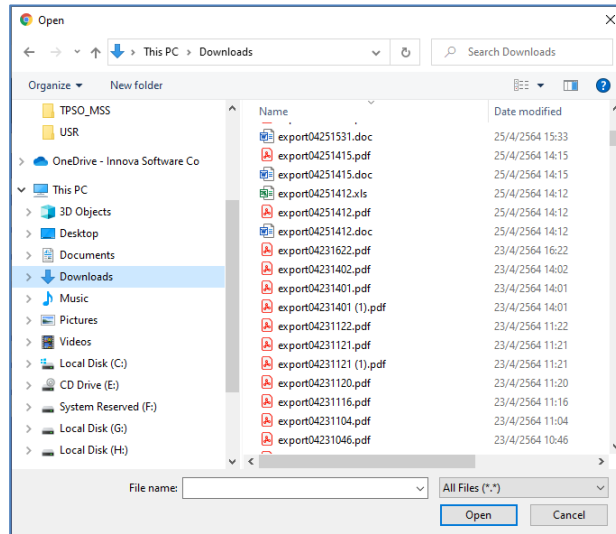 Open
This PC > Downloads
Search Downloads
Organize New folder
Name Date modified
TPSO_MSS
USR
OneDrive - Innova Software Co
This PC
3D Objects
Desktop
Documents
Downloads
Music
Pictures
Videos
Local Disk (C:)
CD Drive (E:)
System Reserved (F:)
Local Disk (G:)
Local Disk (H:)
export04251531.doc 25/4/2564 15:33
export04251415.pdf 25/4/2564 14:15
export04251415.doc 25/4/2564 14:15
export04251412.xls 25/4/2564 14:12
export04251412.pdf 25/4/2564 14:12
export04251412.doc 25/4/2564 14:12
export04231622.pdf 23/4/2564 16:22
export04231402.pdf 23/4/2564 14:02
export04231401.pdf 23/4/2564 14:01
export04231401 (1).pdf 23/4/2564 14:01
export04231122.pdf 23/4/2564 11:22
export04231121.pdf 23/4/2564 11:21
export04231121 (1).pdf 23/4/2564 11:21
export04231120.pdf 23/4/2564 11:20
export04231116.pdf 23/4/2564 11:16
export04231104.pdf 23/4/2564 11:04
export04231046.pdf 23/4/2564 10:46
File name: All Files (*.*)
Open Cancel